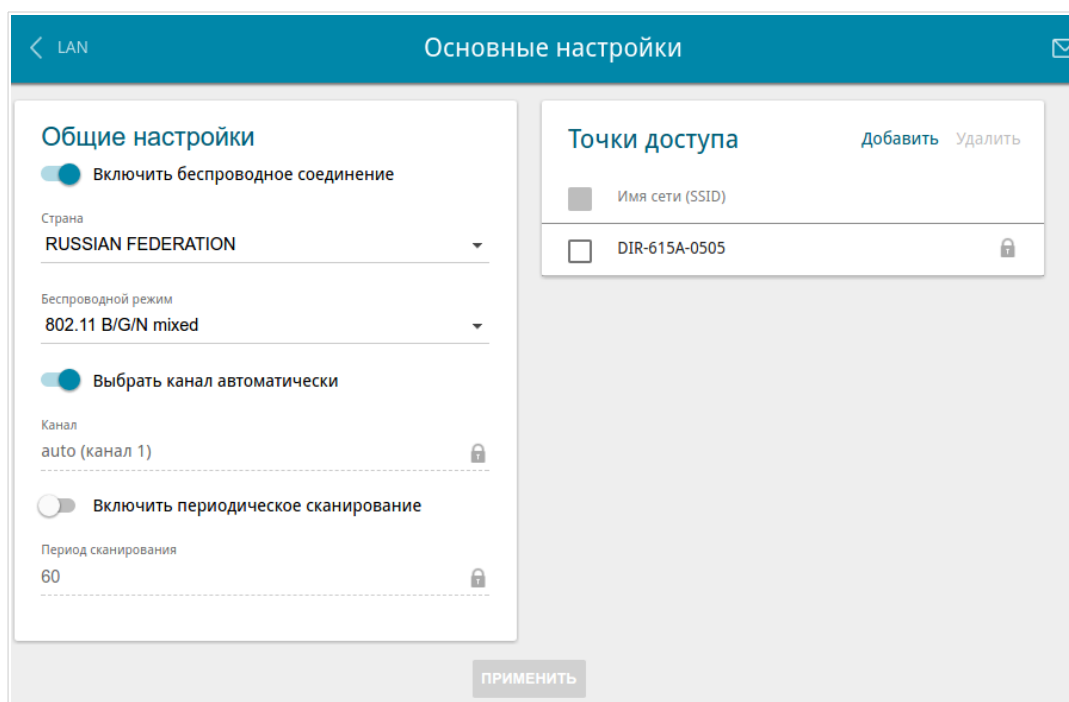 LAN
Основные настройки
Общие настройки
Включить беспроводное соединение
Страна
RUSSIAN FEDERATION
Беспроводной режим
802.11 B/G/N mixed
Выбрать канал автоматически
Канал
auto (канал 1)
Включить периодическое сканирование
Период сканирования
60
Точки доступа
Добавить Удалить
Имя сети (SSID)
DIR-615A-0505
ПРИМЕНИТЬ